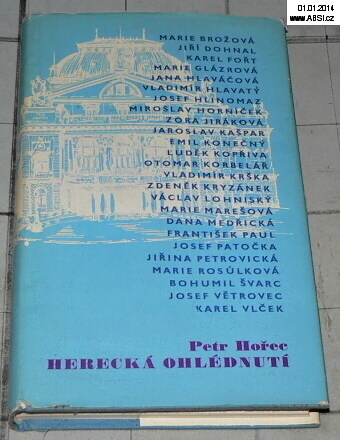 01.01.2014
www.ABSI.cz
MARIE BROŽOVÁ
JIŘÍ DOHNAL
KAREL FOŘT
MARIE GLÁZROVÁ
JANA HLAVÁČOVÁ
VLADIMÍR HLAVATÝ
JOSEF HLINOMAZ
MIROSLAV HORNÍČEK
ZORA JIRÁKOVÁ
JAROSLAV KAŠPAR
EMIL KONEČNÝ
LUDĚK KOPŘIVA
OTOMAR KORBELÁŘ
VLADIMÍR KRŠKA
ZDENĚK KRYZÁNEK
VÁCLAV LOHNISKÝ
MARIE MAREŠOVÁ
DANA MEDŘICKÁ
FRANTIŠEK PAUL
JOSEF PATOČKA
JIŘINA PETROVICKÁ
MARIE ROSŮLKOVÁ
BOHUMIL ŠVARC
JOSEF VĚTROVEC
KAREL VLČEK
Petr Hořec
HERECKÁ OHLÉDNUTÍ